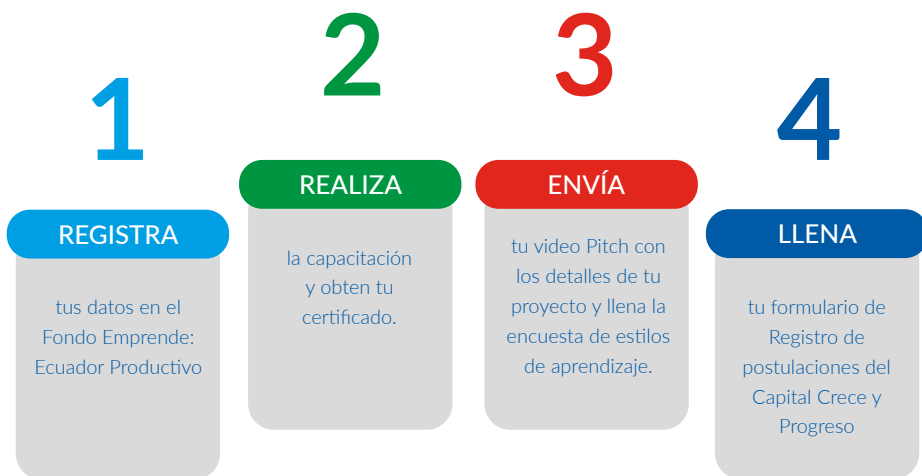 1
REGISTRA
tus datos en el
Fondo Emprende:
Ecuador Productivo
2
REALIZA
la capacitación
y obten tu
certificado.
3
ENVÍA
tu video Pitch con
los detalles de tu
proyecto y llena la
encuesta de estilos
de aprendizaje.
4
LLENA
tu formulario de
Registro de
postulaciones del
Capital Crece y
Progreso